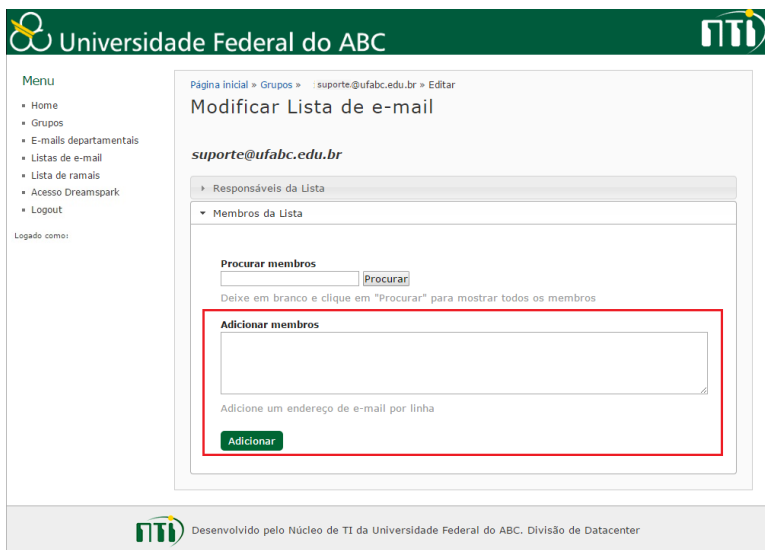 Universidade Federal do ABC
nTi
Menu
Home
Grupos
E-mails departamentais
Listas de e-mail
Lista de ramais
Acesso Dreamspark
Logout
Logado como:
Página inicial » Grupos » suporte@ufabc.edu.br » Editar
Modificar Lista de e-mail
suporte@ufabc.edu.br
Responsáveis da Lista
Membros da Lista
Procurar membros
Procurar
Deixe em branco e clique em "Procurar" para mostrar todos os membros
Adicionar membros
Adicione um endereço de e-mail por linha
Adicionar
nTi Desenvolvido pelo Núcleo de TI da Universidade Federal do ABC. Divisão de Datacenter